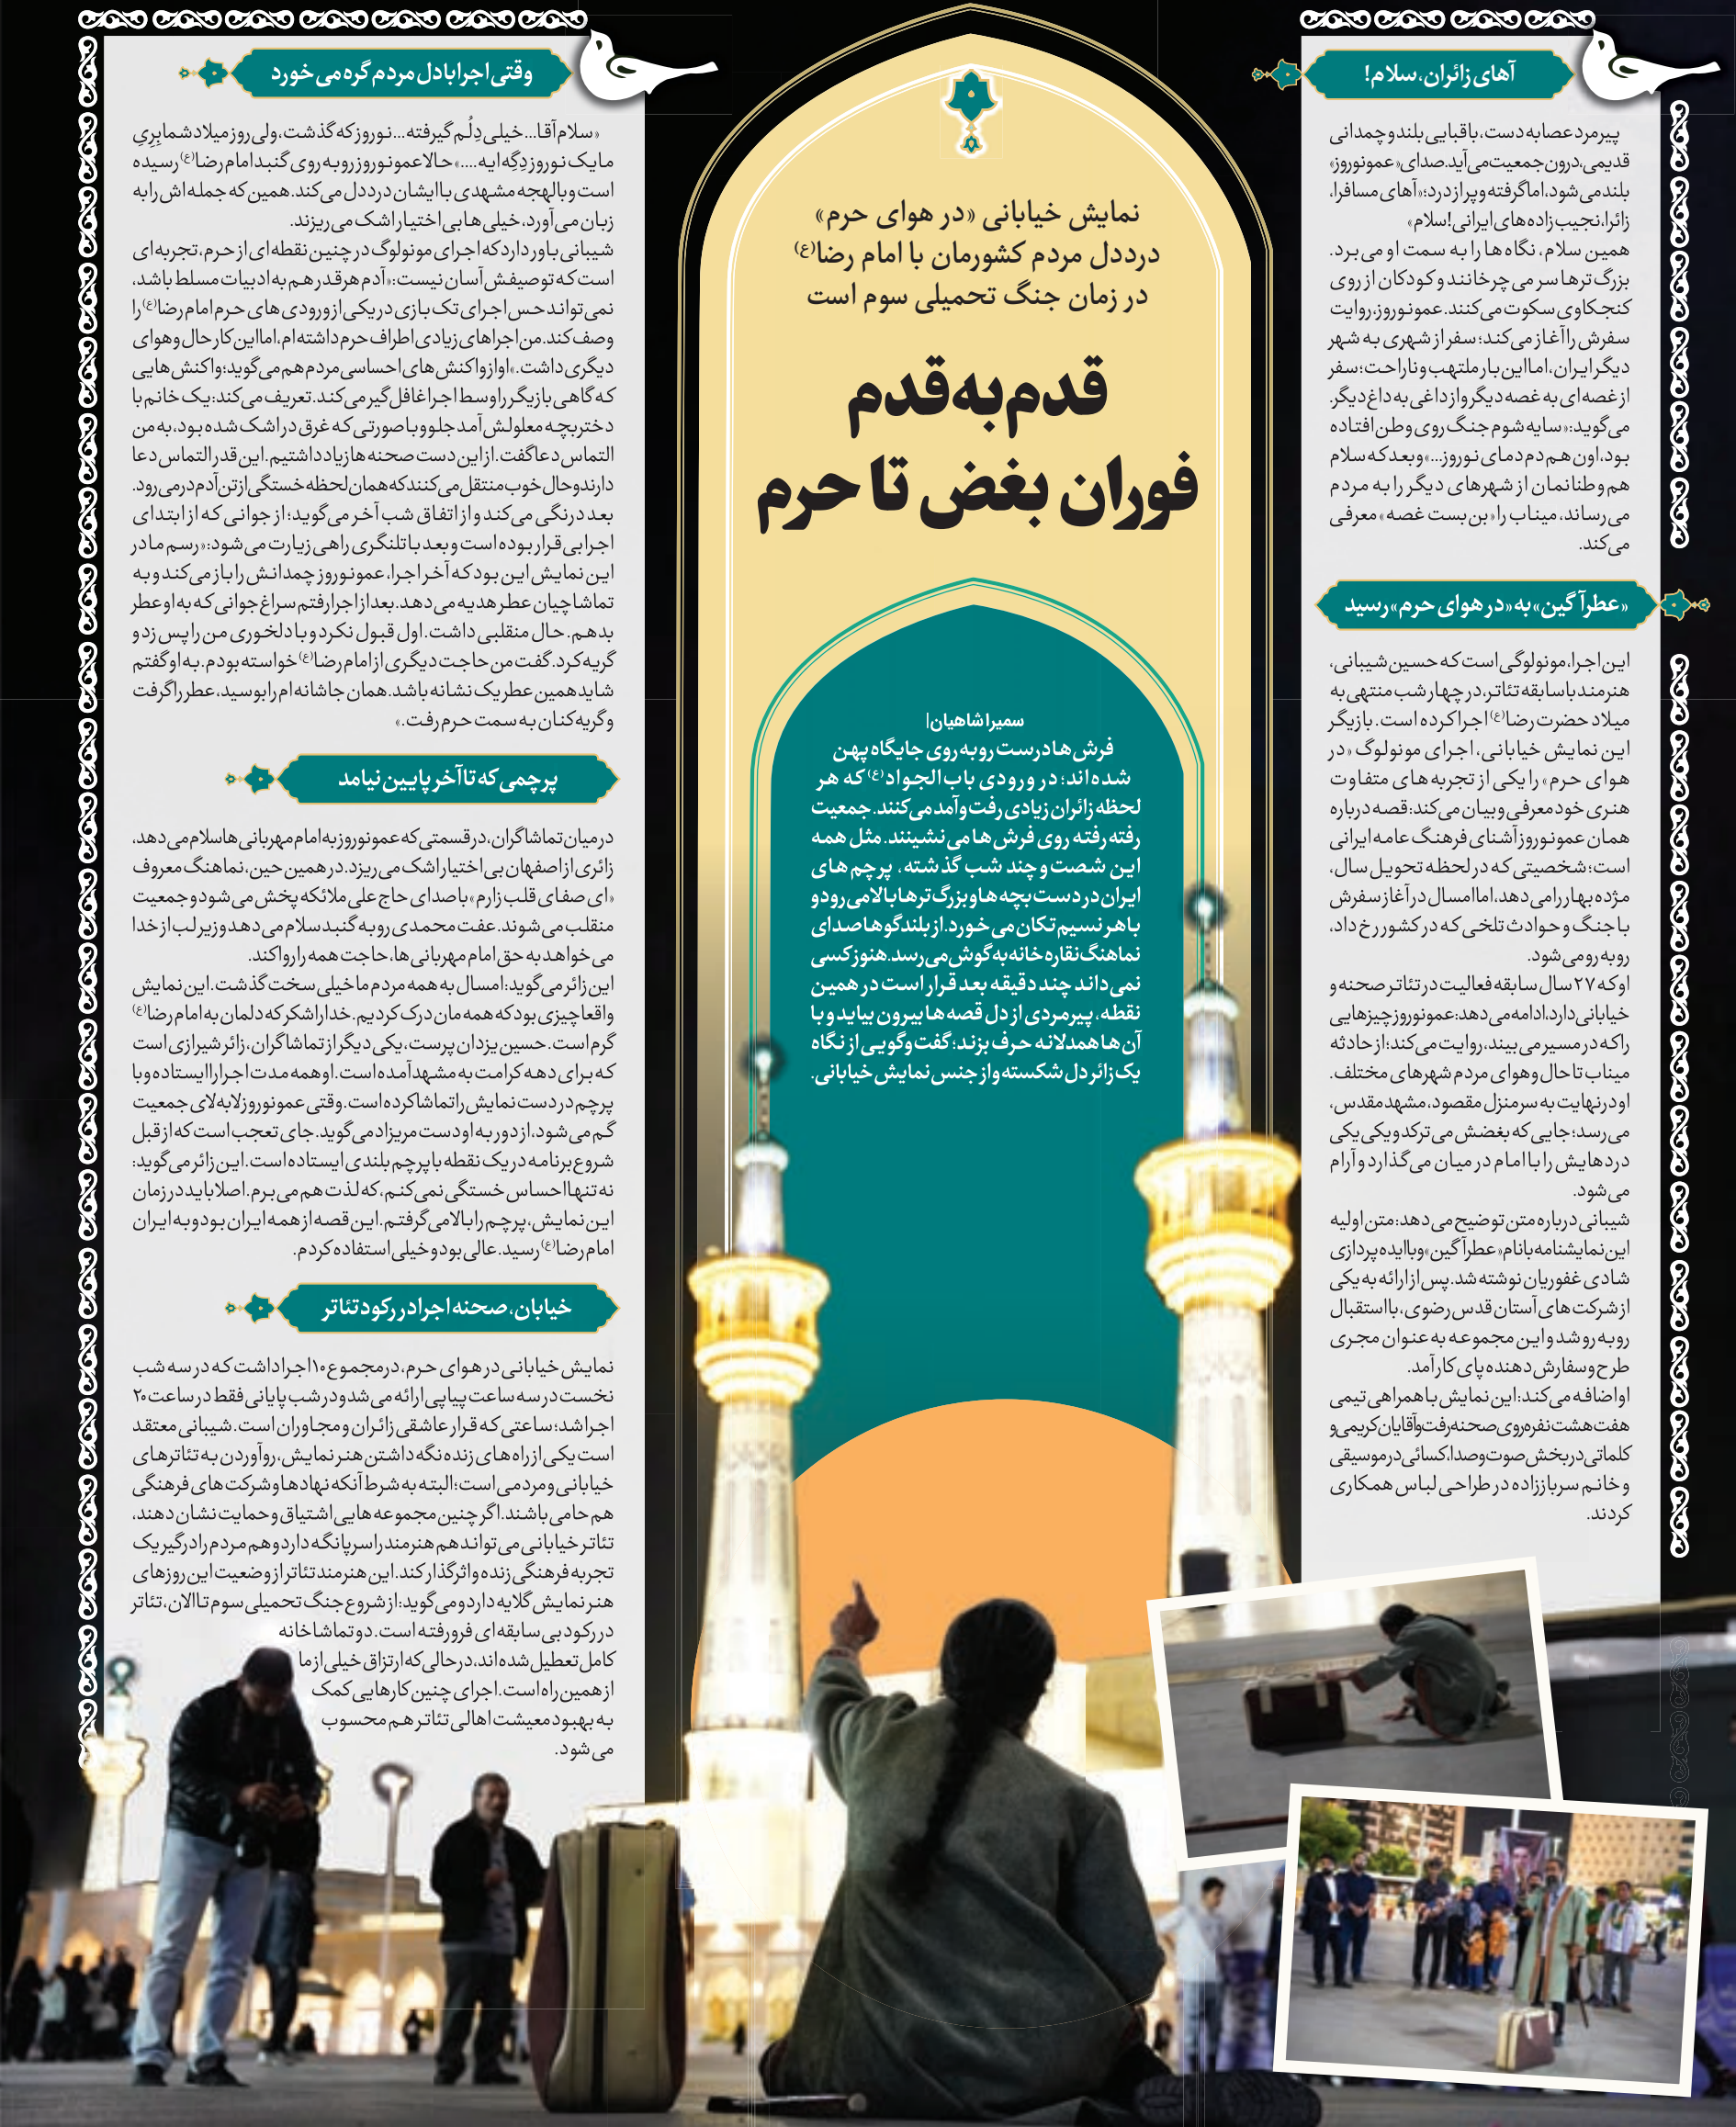 نمایش خیابانی «در هوای حرم»
درددل مردم کشورمان با امام رضا(ع)
در زمان جنگ تحمیلی سوم است
قدم به قدم
فوران بغض تا حرم
سمیرا شاهیان|
فرش‌ها درست روبه‌روی جایگاه پهن
شده‌اند؛ در ورودی باب‌الجواد(ع) که هر
لحظه زائران زیادی رفت‌وآمد می‌کنند. جمعیت
رفته رفته روی فرش‌ها می‌نشینند. مثل همه
این شصت و چند شب گذشته، پرچم‌های
ایران در دست بچه‌ها و بزرگ‌ترها بالا می‌رود و
با هر نسیم تکان می‌خورد. از بلندگوها صدای
نماهنگ نقاره‌خانه به گوش می‌رسد. هنوز کسی
نمی‌داند چند دقیقه بعد قرار است در همین
نقطه، پیرمردی از دل قصه‌ها بیرون بیاید و با
آن‌ها همدلانه حرف بزند؛ گفت‌وگویی از نگاه
یک زائر دل‌شکسته و از جنس نمایش خیابانی.
آهای زائران، سلام!
پیرمرد عصا به دست، با قبایی بلند و چمدانی
قدیمی، درون جمعیت می‌آید. صدای «عمو نوروز»
بلند می‌شود، اما گرفته و پر از درد؛ «آهای مسافرا،
زائرا، نجیب‌زاده‌های ایرانی! سلام»
همین سلام، نگاه‌ها را به سمت او می‌برد.
بزرگ‌ترها سر می‌چرخانند و کودکان از روی
کنجکاوی سکوت می‌کنند. عمو نوروز، روایت
سفرش را آغاز می‌کند؛ سفر از شهری به شهر
دیگر ایران، اما این بار ملتهب و ناراحت؛ سفر
از غصه‌ای به غصه دیگر و از داغی به داغ دیگر.
می‌گوید: «سایه شوم جنگ روی وطن افتاده
بود، اون هم دم دمای نوروز...» و بعد که سلام
هم‌وطنانمان از شهرهای دیگر را به مردم
می‌رساند، میناب را «بن‌بست غصه» معرفی
می‌کند.
«عطرآگین» به «در هوای حرم» رسید
این اجرا، مونولوگی است که حسین شیبانی،
هنرمند باسابقه تئاتر، در چهار شب منتهی به
میلاد حضرت رضا(ع) اجرا کرده است. بازیگر
این نمایش خیابانی، اجرای مونولوگ «در
هوای حرم» را یکی از تجربه‌های متفاوت
هنری خود معرفی و بیان می‌کند: قصه درباره
همان عمو نوروز آشنای فرهنگ عامه ایرانی
است؛ شخصیتی که در لحظه تحویل سال،
مژده بهار را می‌دهد، اما امسال در آغاز سفرش
با جنگ و حوادث تلخی که در کشور رخ داد،
روبه‌رو می‌شود.
او که ۲۷ سال سابقه فعالیت در تئاتر صحنه و
خیابانی دارد، ادامه می‌دهد: عمو نوروز چیزهایی
را که در مسیر می‌بیند، روایت می‌کند؛ از حادثه
میناب تا حال و هوای مردم شهرهای مختلف.
او در نهایت به سرمنزل مقصود، مشهد مقدس،
می‌رسد؛ جایی که بغضش می‌ترکد و یکی یکی
دردهایش را با امام در میان می‌گذارد و آرام
می‌شود.
شیبانی درباره متن توضیح می‌دهد: متن اولیه
این نمایشنامه با نام «عطرآگین» و با ایده‌پردازی
شادی غفوریان نوشته شد. پس از ارائه به یکی
از شرکت‌های آستان قدس رضوی، با استقبال
روبه‌رو شد و این مجموعه به عنوان مجری
طرح و سفارش‌دهنده پای کار آمد.
او اضافه می‌کند: این نمایش با همراهی تیمی
هفت هشت نفره روی صحنه رفت و آقایان کریمی و
کلماتی در بخش صوت و صدا، کسائی در موسیقی
و خانم سرباززاده در طراحی لباس همکاری
کردند.
وقتی اجرا با دل مردم گره می‌خورد
«سلام آقا... خیلی دِلُم گیرفته... نوروز که گذشت، ولی روز میلاد شما بِرِیِ
ما یک نوروز دِگِه‌ایه....» حالا عمو نوروز رو به روی گنبد امام رضا(ع) رسیده
است و با لهجه مشهدی با ایشان درددل می‌کند. همین که جمله‌اش را به
زبان می‌آورد، خیلی‌ها بی‌اختیار اشک می‌ریزند.
شیبانی باور دارد که اجرای مونولوگ در چنین نقطه‌ای از حرم، تجربه‌ای
است که توصیفش آسان نیست: «آدم هرقدر هم به ادبیات مسلط باشد،
نمی‌تواند حس اجرای تک‌بازی در یکی از ورودی‌های حرم امام رضا(ع) را
وصف کند. من اجراهای زیادی اطراف حرم داشته‌ام، اما این کار حال و هوای
دیگری داشت.» او از واکنش‌های احساسی مردم هم می‌گوید؛ واکنش‌هایی
که گاهی بازیگر را وسط اجرا غافل‌گیر می‌کند. تعریف می‌کند: یک خانم با
دختربچه معلولش آمد جلو و با صورتی که غرق در اشک شده بود، به من
التماس دعا گفت. از این دست صحنه‌ها زیاد داشتیم. این‌قدر التماس دعا
دارند و حال خوب منتقل می‌کنند که همان لحظه خستگی از تن آدم درمی‌رود.
بعد درنگی می‌کند و از اتفاق شب آخر می‌گوید؛ از جوانی که از ابتدای
اجرا بی‌قرار بوده است و بعد با تلنگری راهی زیارت می‌شود: «رسم ما در
این نمایش این بود که آخر اجرا، عمو نوروز چمدانش را باز می‌کند و به
تماشاچیان عطر هدیه می‌دهد. بعد از اجرا رفتم سراغ جوانی که به او عطر
بدهم. حال منقلبی داشت. اول قبول نکرد و با دلخوری من را پس زد و
گریه کرد. گفت من حاجت دیگری از امام رضا(ع) خواسته بودم. به او گفتم
شاید همین عطر یک نشانه باشد. همان جا شانه‌ام را بوسید، عطر را گرفت
و گریه‌کنان به سمت حرم رفت.»
پرچمی که تا آخر پایین نیامد
در میان تماشاگران، در قسمتی که عمو نوروز به امام مهربانی‌ها سلام می‌دهد،
زائری از اصفهان بی‌اختیار اشک می‌ریزد. در همین حین، نماهنگ معروف
«ای صفای قلب زارم» با صدای حاج علی ملائکه پخش می‌شود و جمعیت
منقلب می‌شوند. عفت محمدی رو به گنبد سلام می‌دهد و زیر لب از خدا
می‌خواهد به حق امام مهربانی‌ها، حاجت همه را روا کند.
این زائر می‌گوید: امسال به همه مردم ما خیلی سخت گذشت. این نمایش
واقعا چیزی بود که همه‌مان درک کردیم. خدا را شکر که دلمان به امام رضا(ع)
گرم است. حسین یزدان‌پرست، یکی دیگر از تماشاگران، زائر شیرازی است
که برای دهه کرامت به مشهد آمده است. او همه مدت اجرا را ایستاده و با
پرچم در دست نمایش را تماشا کرده است. وقتی عمو نوروز لابه‌لای جمعیت
گم می‌شود، از دور به او دست مریزاد می‌گوید. جای تعجب است که از قبل
شروع برنامه در یک نقطه با پرچم بلندی ایستاده است. این زائر می‌گوید:
نه تنها احساس خستگی نمی‌کنم، که لذت هم می‌برم. اصلا باید در زمان
این نمایش، پرچم را بالا می‌گرفتم. این قصه از همه ایران بود و به ایران
امام رضا(ع) رسید. عالی بود و خیلی استفاده کردم.
خیابان، صحنه اجرا در رکود تئاتر
نمایش خیابانی در هوای حرم، در مجموع ۱۰ اجرا داشت که در سه شب
نخست در سه ساعت پیاپی ارائه می‌شد و در شب پایانی فقط در ساعت ۲۰
اجرا شد؛ ساعتی که قرار عاشقی زائران و مجاوران است. شیبانی معتقد
است یکی از راه‌های زنده نگه داشتن هنر نمایش، روآوردن به تئاترهای
خیابانی و مردمی است؛ البته به شرط آنکه نهادها و شرکت‌های فرهنگی
هم حامی باشند. اگر چنین مجموعه‌هایی اشتیاق و حمایت نشان دهند،
تئاتر خیابانی می‌تواند هم هنرمند را سرپا نگه دارد و هم مردم را درگیر یک
تجربه فرهنگی زنده و اثرگذار کند. این هنرمند تئاتر از وضعیت این روزهای
هنر نمایش گلایه دارد و می‌گوید: از شروع جنگ تحمیلی سوم تا الان، تئاتر
در رکود بی‌سابقه‌ای فرو رفته است. دو تماشاخانه
کامل تعطیل شده‌اند، در حالی که ارتزاق خیلی از ما
از همین راه است. اجرای چنین کارهایی کمک
به بهبود معیشت اهالی تئاتر هم محسوب
می‌شود.